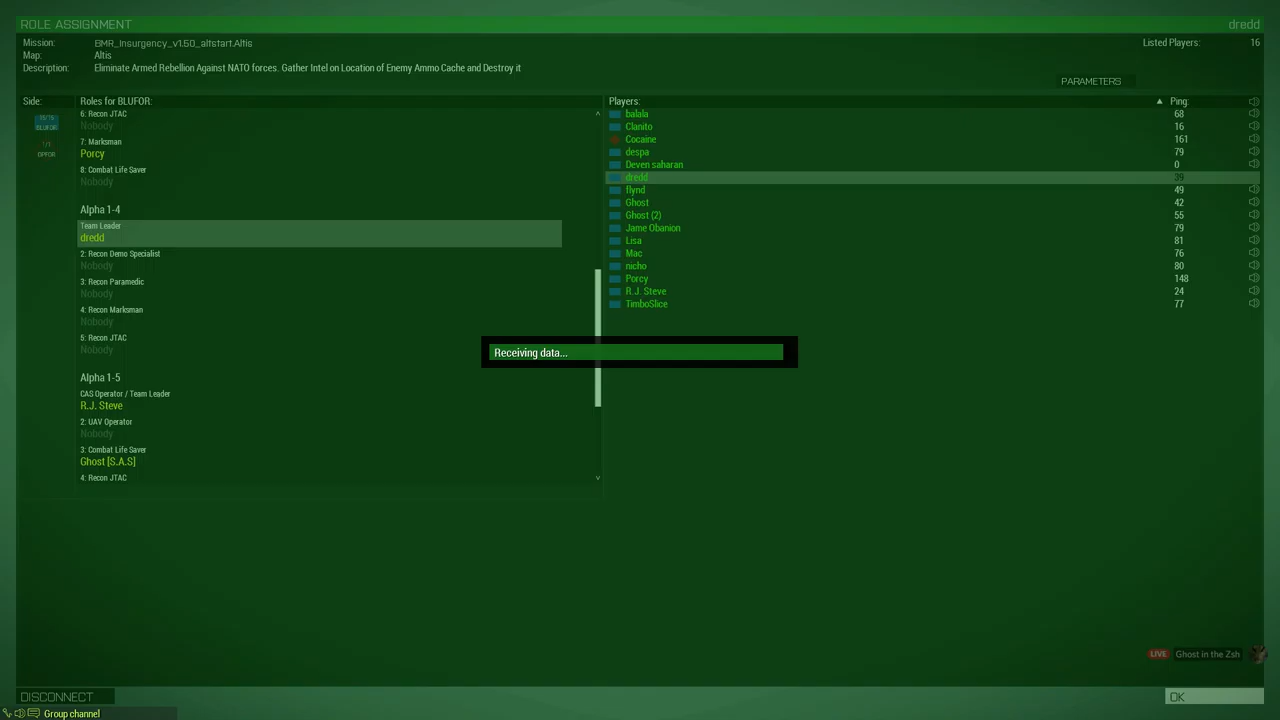 ROLE ASSIGNMENT dredd
Mission: BMR_Insurgency_v1.50_altstart.Altis Listed Players: 16
Map: Altis
Description: Eliminate Armed Rebellion Against NATO forces. Gather Intel on Location of Enemy Ammo Cache and Destroy it
PARAMETERS
Side: Roles for BLUFOR: Players: Ping:
6: Recon JTAC
Nobody
7: Marksman
Porcy
8: Combat Life Saver
Nobody
Alpha 1-4
Team Leader
dredd
2: Recon Demo Specialist
Nobody
3: Recon Paramedic
Nobody
4: Recon Marksman
Nobody
5: Recon JTAC
Nobody
Alpha 1-5
CAS Operator / Team Leader
R.J. Steve
2: UAV Operator
Nobody
3: Combat Life Saver
Ghost [S.A.S]
4: Recon JTAC
BLUFOR
1/1
OPFOR
balala 68
Clanito 16
Cocaine 161
despa 79
Deven saharan 0
dredd 39
flynd 49
Ghost 42
Ghost (2) 55
Jame Obanion 79
Lisa 81
Mac 76
nicho 80
Porcy 148
R.J. Steve 24
TimboSlice 77
Receiving data...
LIVE Ghost in the Zsh
DISCONNECT OK
Group channel